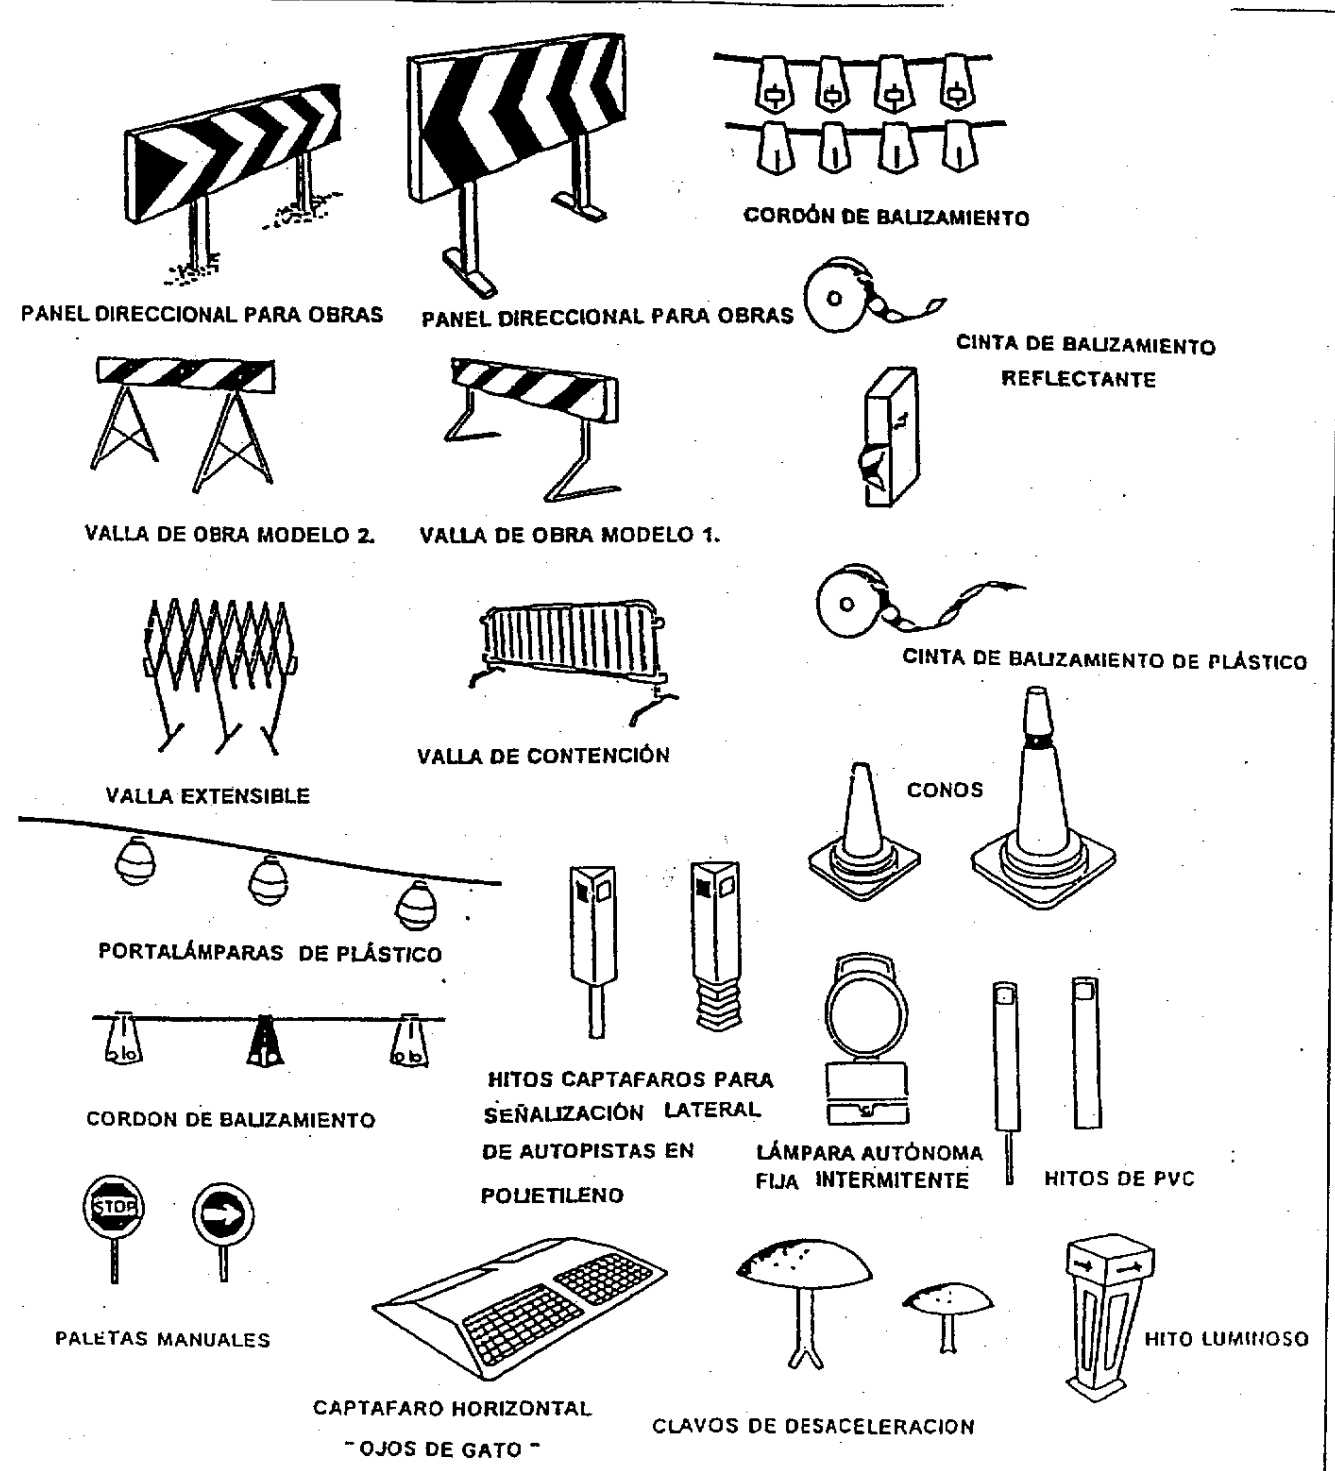 CORDÓN DE BALIZAMIENTO
PANEL DIRECCIONAL PARA OBRAS
PANEL DIRECCIONAL PARA OBRAS
CINTA DE BALIZAMIENTO
REFLECTANTE
VALLA DE OBRA MODELO 2.
VALLA DE OBRA MODELO 1.
CINTA DE BALIZAMIENTO DE PLÁSTICO
VALLA DE CONTENCIÓN
VALLA EXTENSIBLE
CONOS
PORTALÁMPARAS DE PLÁSTICO
CORDON DE BALIZAMIENTO
HITOS CAPTAFAROS PARA
SEÑALIZACIÓN LATERAL
DE AUTOPISTAS EN
POLIETILENO
LÁMPARA AUTÓNOMA
FIJA INTERMITENTE
HITOS DE PVC
STOP
PALETAS MANUALES
HITO LUMINOSO
CAPTAFARO HORIZONTAL
"OJOS DE GATO"
CLAVOS DE DESACELERACION